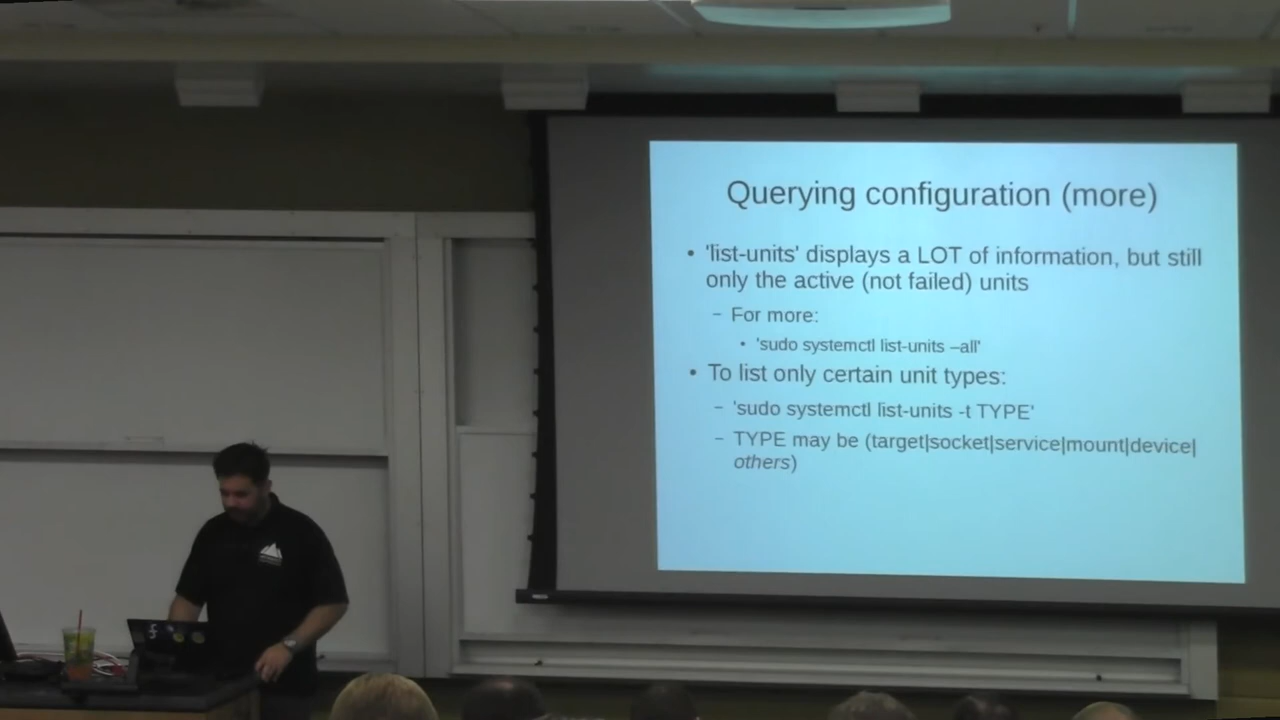 Querying configuration (more)
• 'list-units' displays a LOT of information, but still
only the active (not failed) units
– For more:
• 'sudo systemctl list-units –all'
• To list only certain unit types:
– 'sudo systemctl list-units -t TYPE'
– TYPE may be (target|socket|service|mount|device|
others)